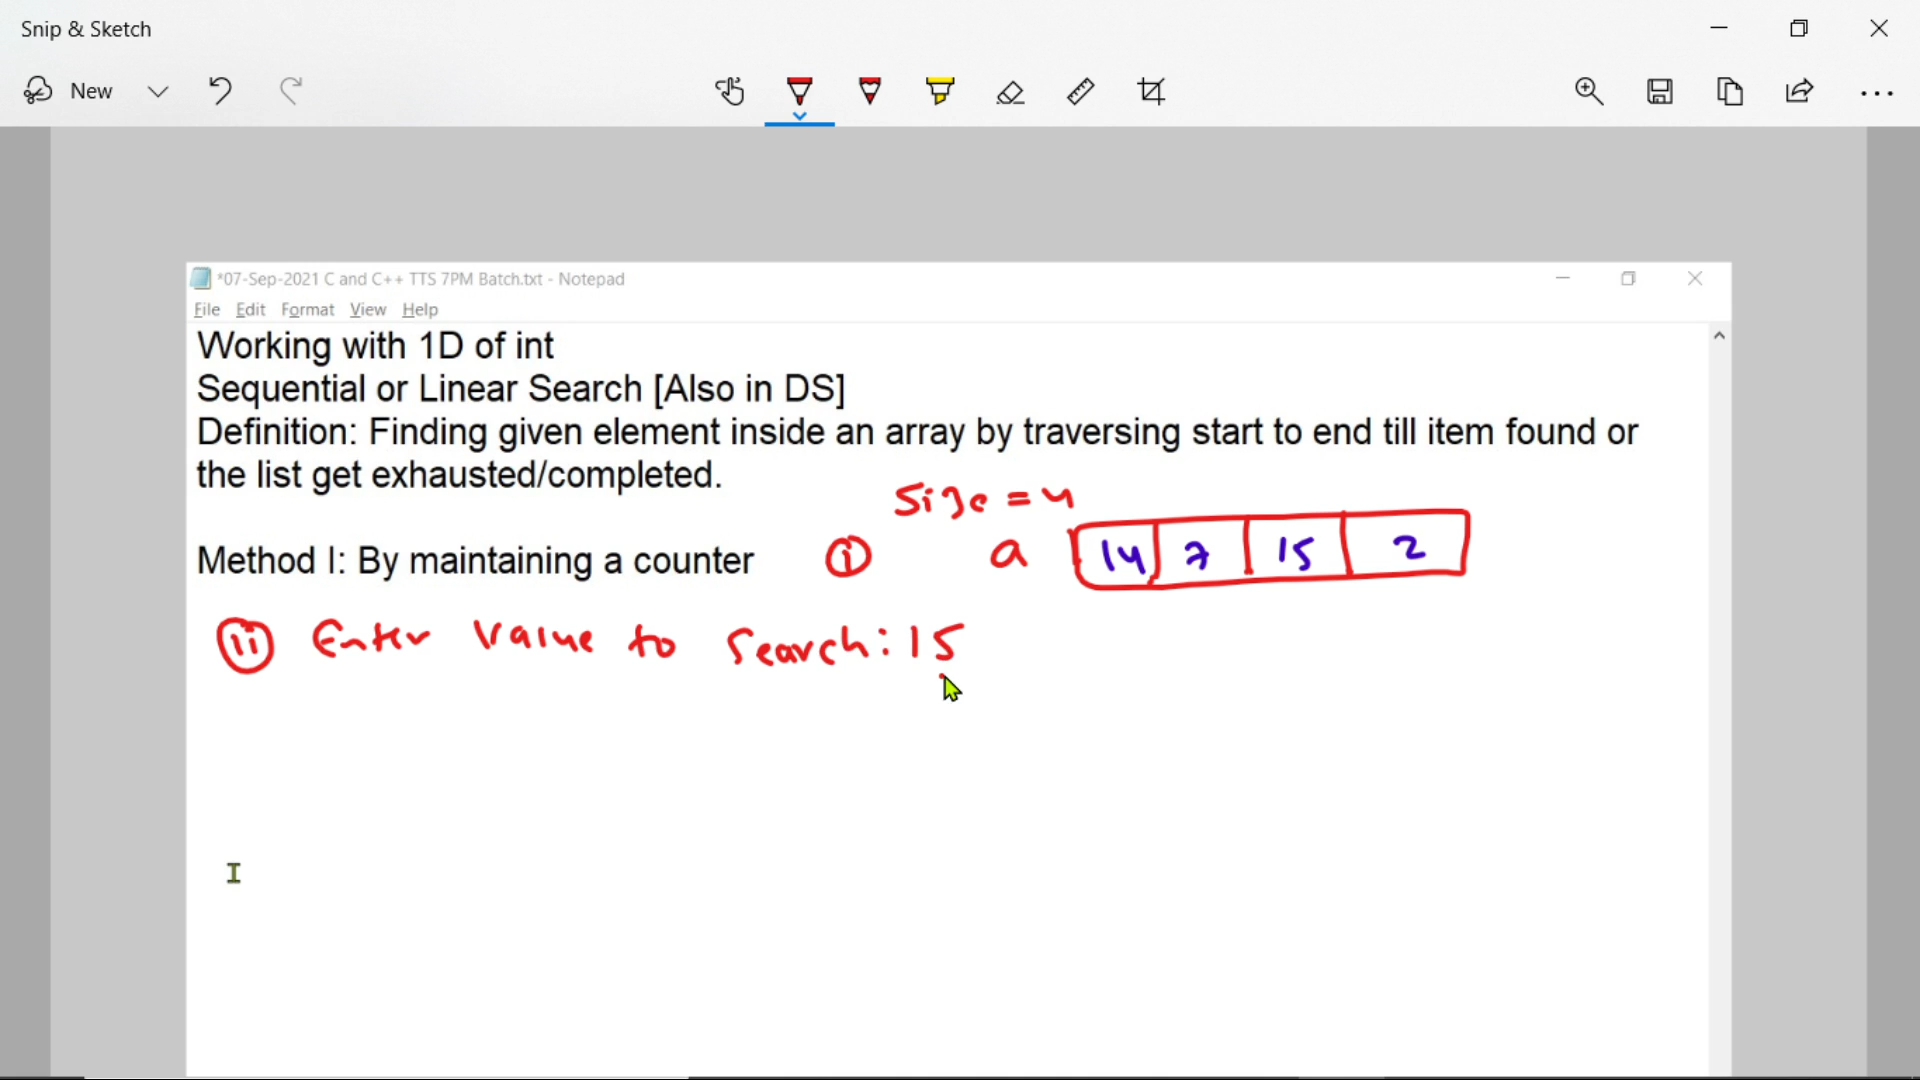 Snip & Sketch
New
*07-Sep-2021 C and C++ TTS 7PM Batch.txt - Notepad
File Edit Format View Help
Working with 1D of int
Sequential or Linear Search [Also in DS]
Definition: Finding given element inside an array by traversing start to end till item found or
the list get exhausted/completed.
Size = 4
Method I: By maintaining a counter i a 14 7 15 2
ii Enter Value to Search: 15